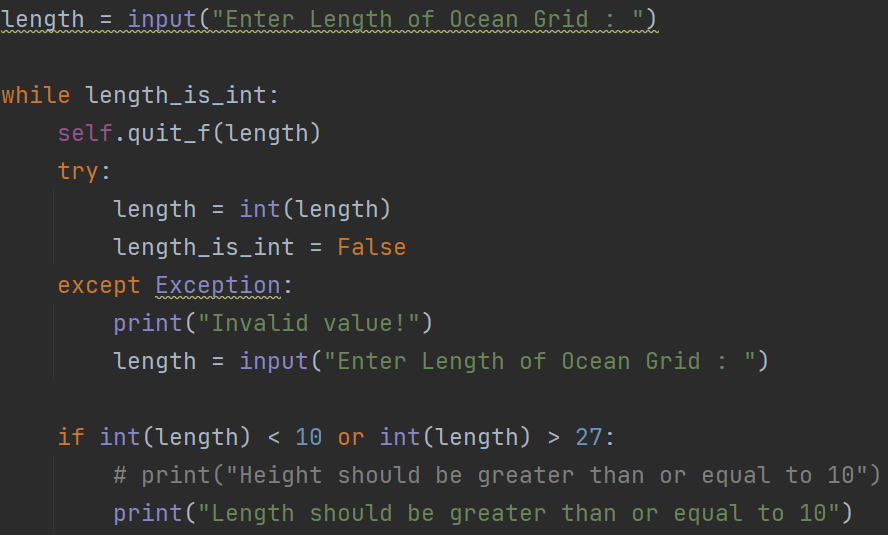 length = input("Enter Length of Ocean Grid : ")
while length_is_int:
    self.quit_f(length)
    try:
        length = int(length)
        length_is_int = False
    except Exception:
        print("Invalid value!")
        length = input("Enter Length of Ocean Grid : ")
    if int(length) < 10 or int(length) > 27:
        # print("Height should be greater than or equal to 10")
        print("Length should be greater than or equal to 10")